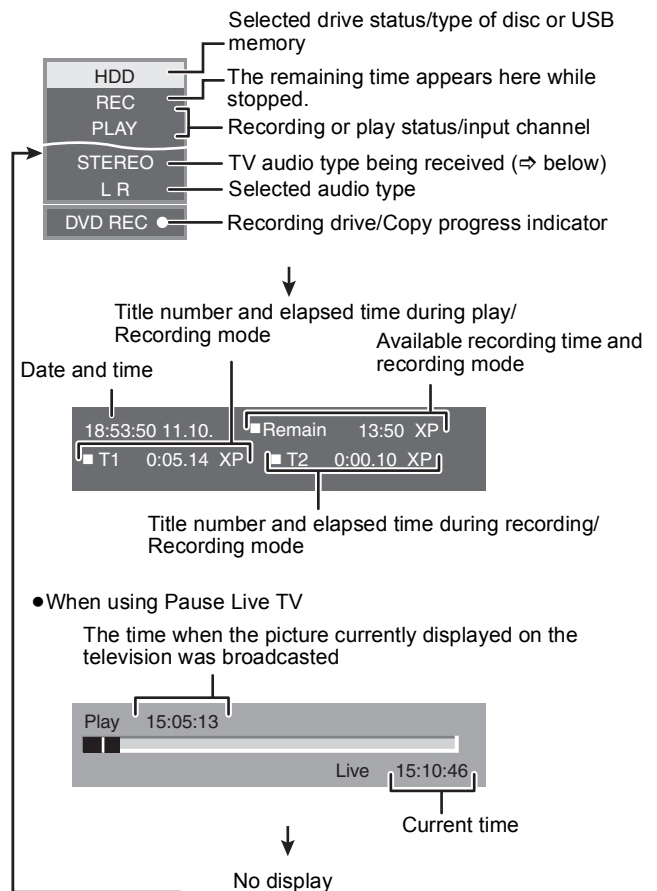 Selected drive status/type of disc or USB
memory
HDD
The remaining time appears here while
stopped.
REC
PLAY
Recording or play status/input channel
STEREO
TV audio type being received (⇨ below)
L R
Selected audio type
DVD REC ●
Recording drive/Copy progress indicator
Title number and elapsed time during play/
Recording mode
Available recording time and
recording mode
Date and time
18:53:50 11.10.
Remain 13:50 XP
T1 0:05.14 XP
T2 0:00.10 XP
Title number and elapsed time during recording/
Recording mode
●When using Pause Live TV
The time when the picture currently displayed on the
television was broadcasted
Play 15:05:13
Live 15:10:46
Current time
No display